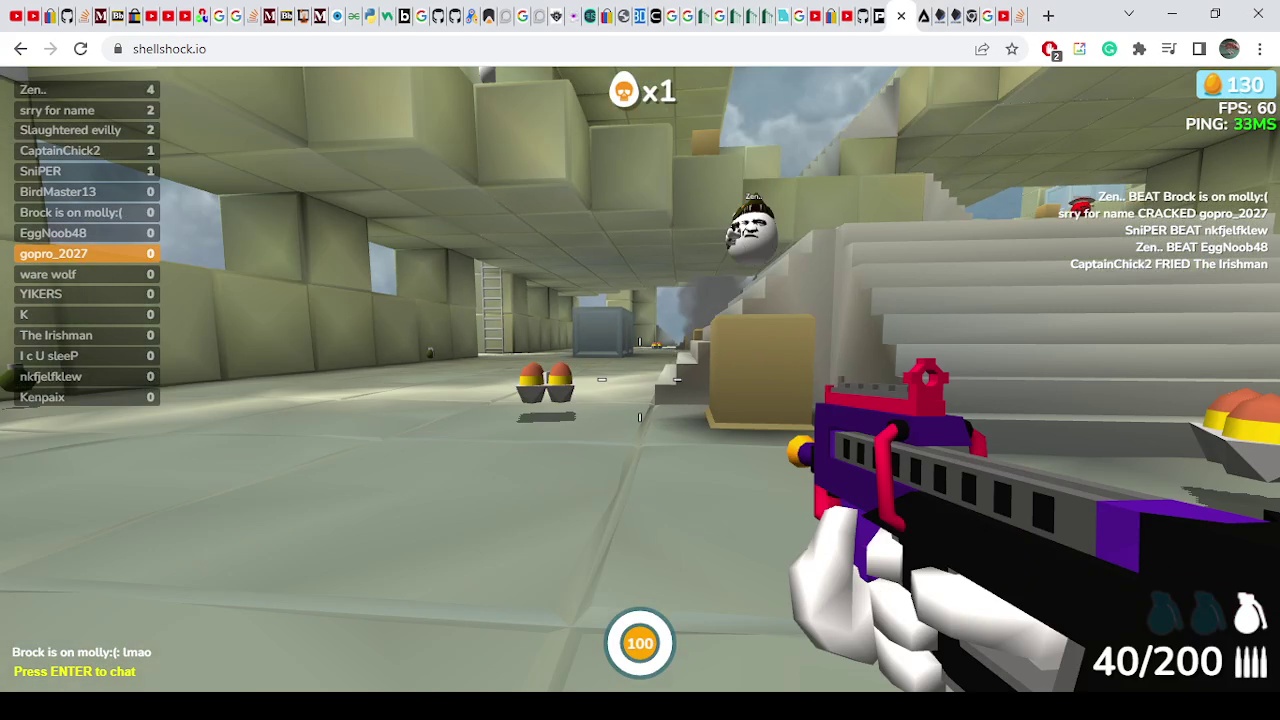 shellshock.io
2
Zen.. 4
srry for name 2
Slaughtered evilly 2
CaptainChick2 1
SniPER 1
BirdMaster13 0
Brock is on molly:( 0
EggNoob48 0
gopro_2027 0
ware wolf 0
YIKERS 0
K 0
The Irishman 0
I c U sleeP 0
nkfjelfklew 0
Kenpaix 0
x1
130
FPS: 60
PING: 33MS
Zen.. BEAT Brock is on molly:(
srry for name CRACKED gopro_2027
SniPER BEAT nkfjelfklew
Zen.. BEAT EggNoob48
CaptainChick2 FRIED The Irishman
Zen..
100
Brock is on molly:(: lmao
Press ENTER to chat
40/200